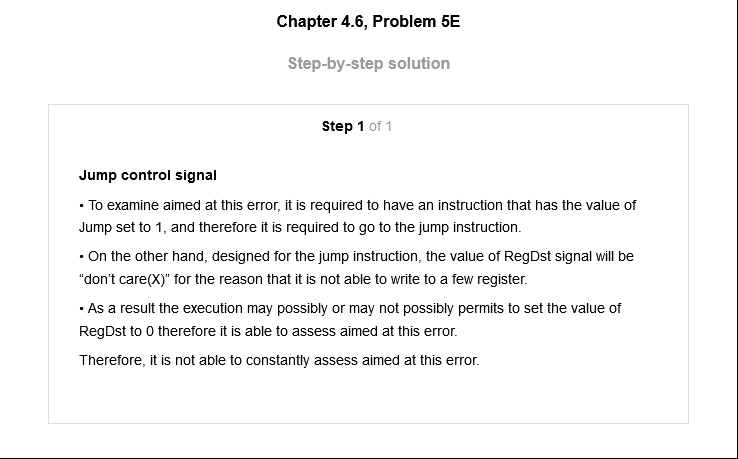 Chapter 4.6, Problem 5E
Step-by-step solution
Step 1 of 1
Jump control signal
• To examine aimed at this error, it is required to have an instruction that has the value of
Jump set to 1, and therefore it is required to go to the jump instruction.
• On the other hand, designed for the jump instruction, the value of RegDst signal will be
“don’t care(X)” for the reason that it is not able to write to a few register.
• As a result the execution may possibly or may not possibly permits to set the value of
RegDst to 0 therefore it is able to assess aimed at this error.
Therefore, it is not able to constantly assess aimed at this error.